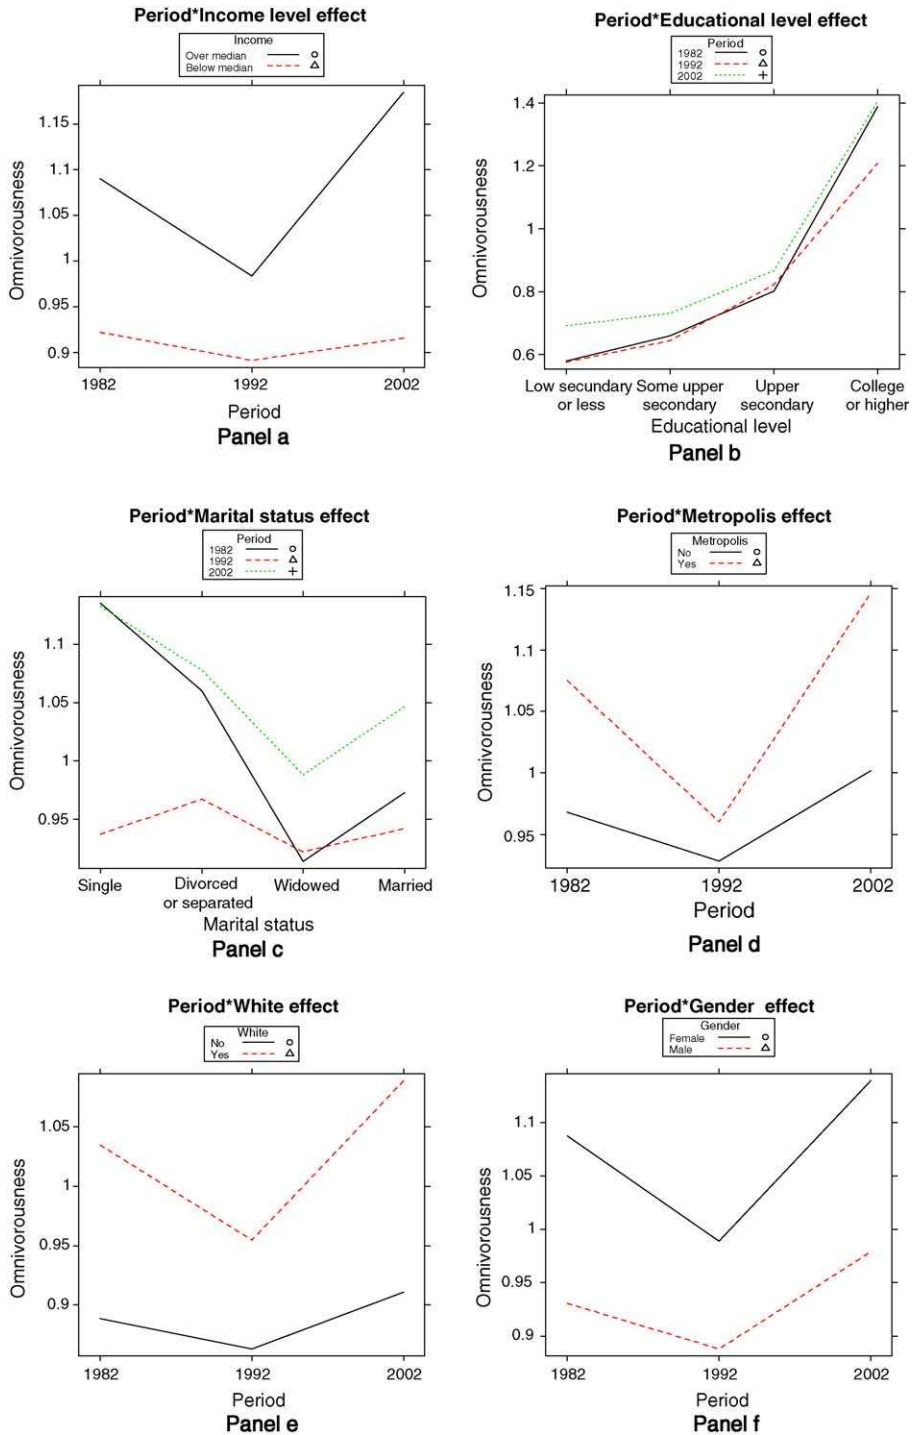 Period*Income level effect
Income
Over median
Below median
Omnivorousness
1.15
1.1
1.05
1
0.95
0.9
1982 1992 2002
Period
Panel a
Period*Educational level effect
Period
1982
1992
2002
Omnivorousness
1.4
1.2
1
0.8
0.6
Low secundary Some upper Upper College
or less secondary secondary or higher
Educational level
Panel b
Period*Marital status effect
Period
1982
1992
2002
Omnivorousness
1.1
1.05
1
0.95
Single Divorced Widowed Married
or separated
Marital status
Panel c
Period*Metropolis effect
Metropolis
No
Yes
Omnivorousness
1.15
1.1
1.05
1
0.95
1982 1992 2002
Period
Panel d
Period*White effect
White
No
Yes
Omnivorousness
1.05
1
0.95
0.9
1982 1992 2002
Period
Panel e
Period*Gender effect
Gender
Female
Male
Omnivorousness
1.1
1.05
1
0.95
0.9
1982 1992 2002
Period
Panel f